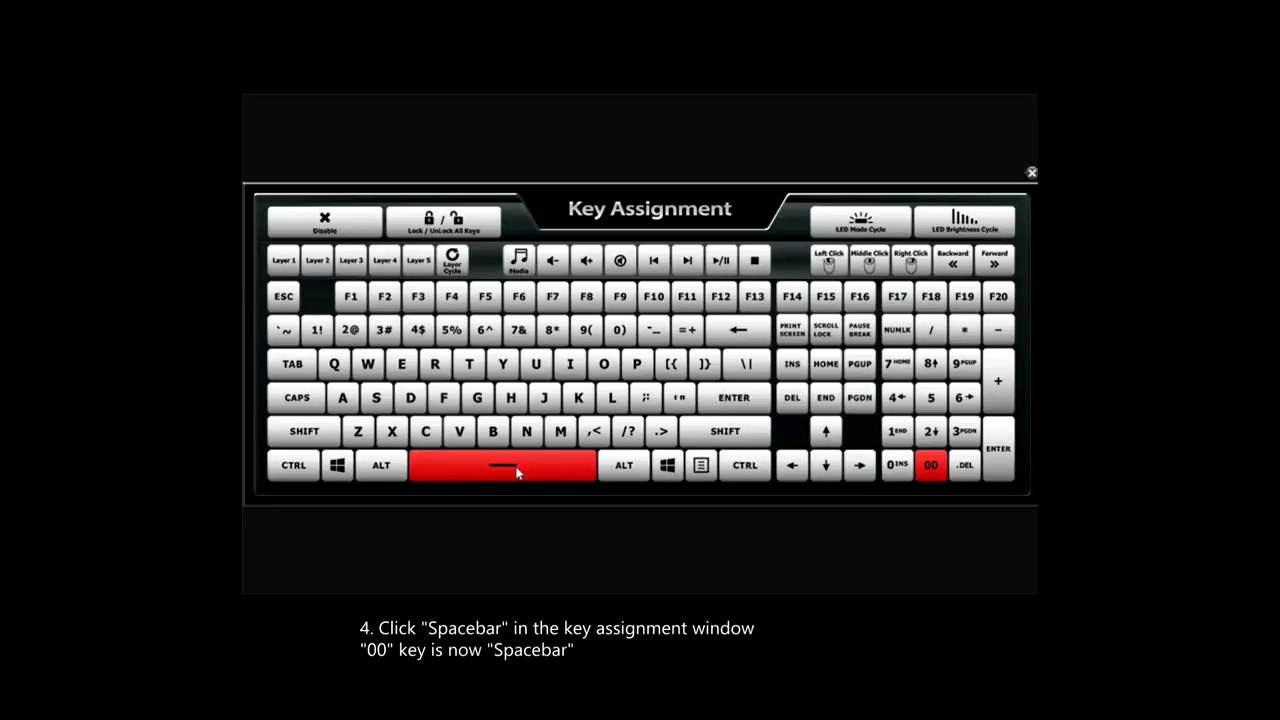 Key Assignment
Disable
/
Lock / UnLock All Keys
LED Mode Cycle
LED Brightness Cycle
Layer 1 Layer 2 Layer 3 Layer 4 Layer 5 Layer Cycle Media Left Click Middle Click Right Click Backward Forward
ESC F1 F2 F3 F4 F5 F6 F7 F8 F9 F10 F11 F12 F13 F14 F15 F16 F17 F18 F19 F20
`~ 1! 2@ 3# 4$ 5% 6^ 7& 8* 9( 0) -_ =+ PRINT SCREEN SCROLL LOCK PAUSE BREAK NUMLK / * -
TAB Q W E R T Y U I O P [{ ]} \| INS HOME PGUP 7HOME 8 9PGUP +
CAPS A S D F G H J K L ;: '" ENTER DEL END PGDN 4 5 6
SHIFT Z X C V B N M ,< /? .> SHIFT 1END 2 3PGDN ENTER
CTRL ALT ALT CTRL 0INS 00 .DEL
4. Click "Spacebar" in the key assignment window
"00" key is now "Spacebar"